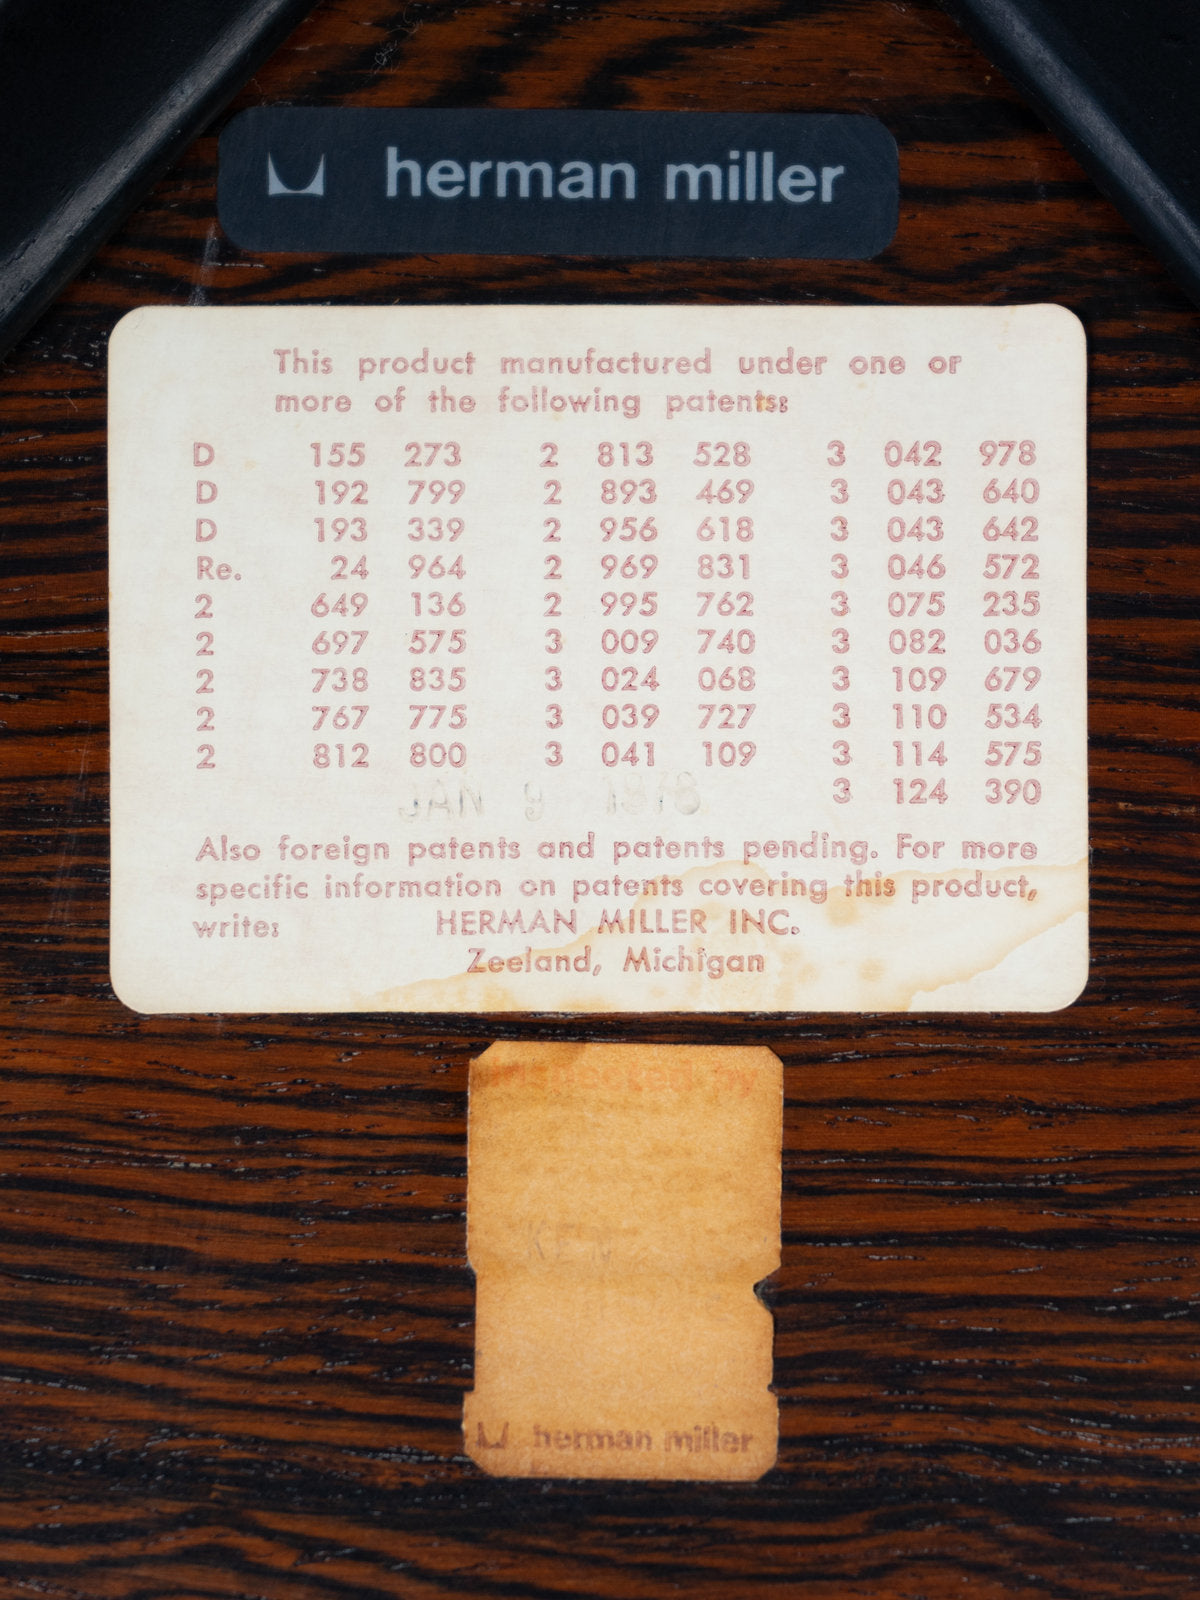 herman miller
This product manufactured under one or
more of the following patents:
D 155 273 2 813 528 3 042 978
D 192 799 2 893 469 3 043 640
D 193 339 2 956 618 3 043 642
Re. 24 964 2 969 831 3 046 572
2 649 136 2 995 762 3 075 235
2 697 575 3 009 740 3 082 036
2 738 835 3 024 068 3 109 679
2 767 775 3 039 727 3 110 534
2 812 800 3 041 109 3 114 575
3 124 390
Also foreign patents and patents pending. For more
specific information on patents covering this product,
write: HERMAN MILLER INC.
Zeeland, Michigan
by
herman miller